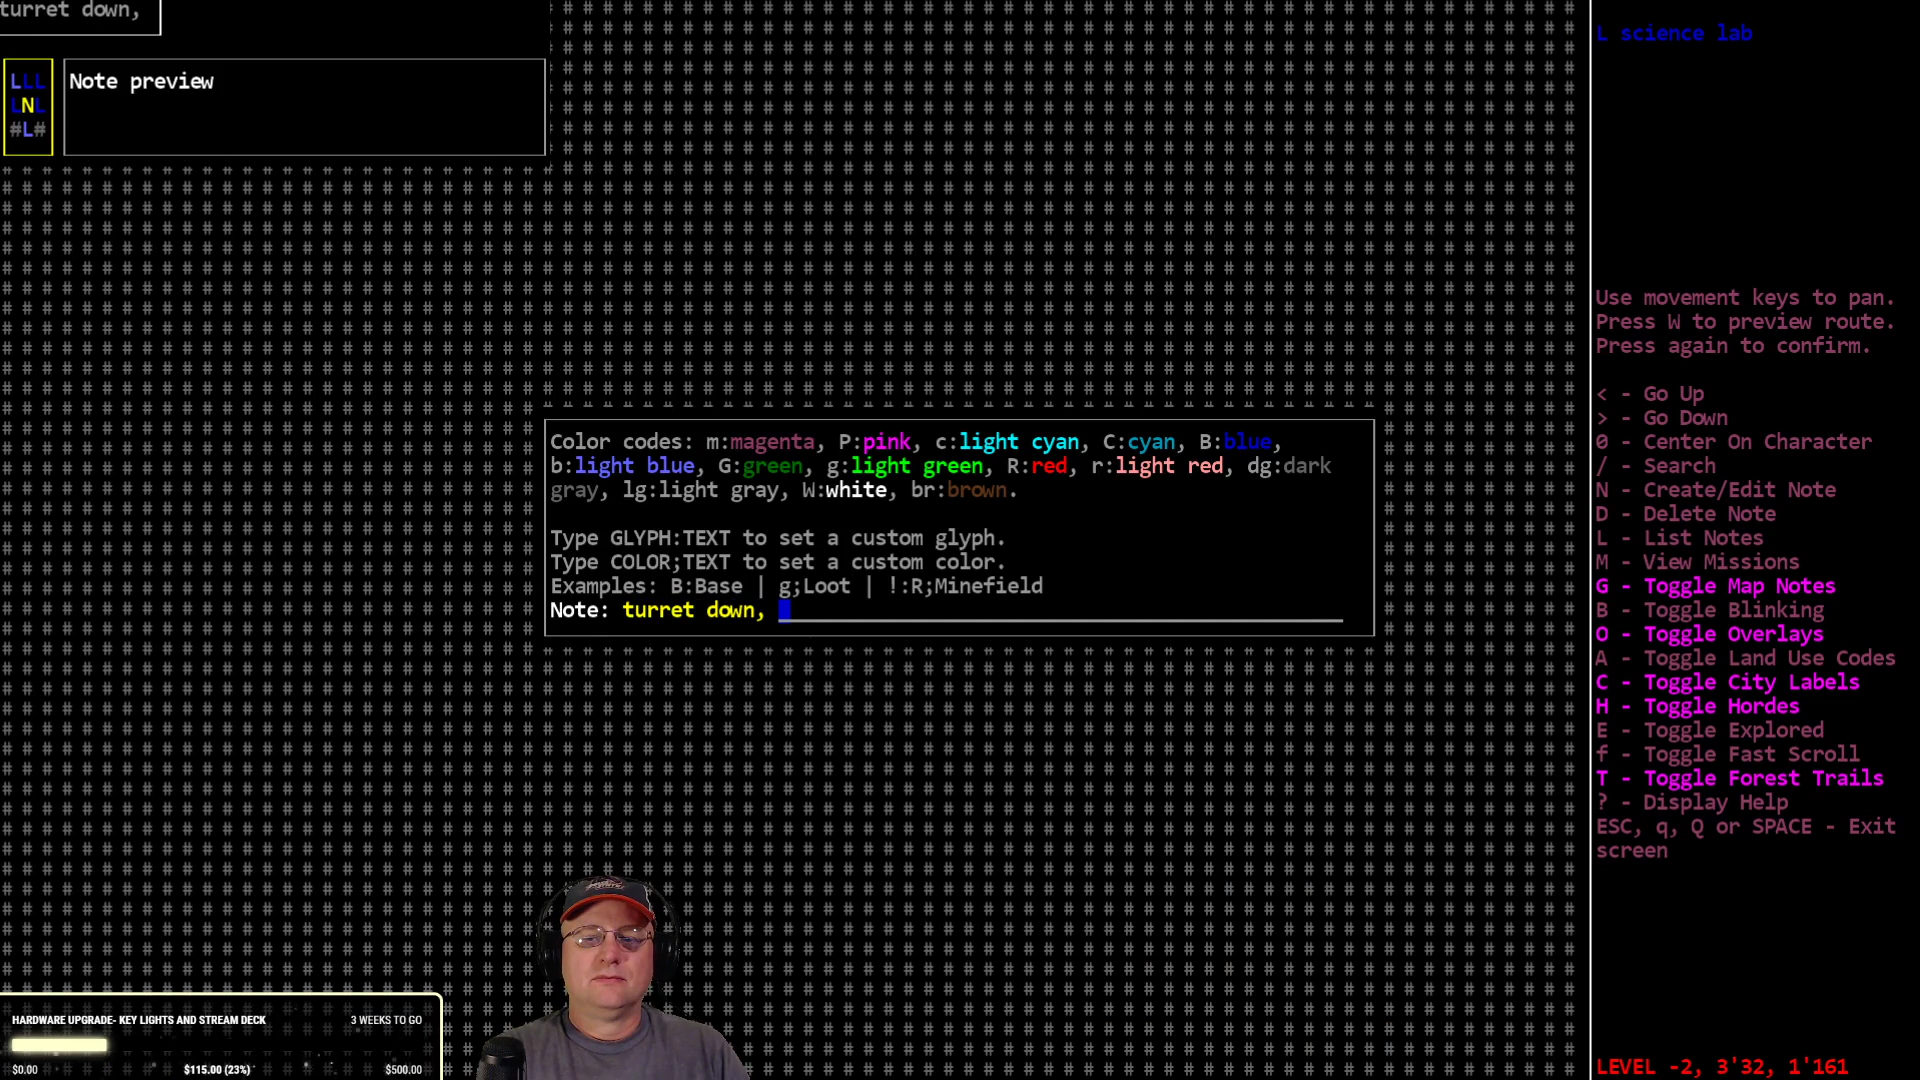 turret down,
LLL
LNL
#L#
Note preview
Color codes: m:magenta, P:pink, c:light cyan, C:cyan, B:blue,
b:light blue, G:green, g:light green, R:red, r:light red, dg:dark
gray, lg:light gray, W:white, br:brown.
Type GLYPH:TEXT to set a custom glyph.
Type COLOR;TEXT to set a custom color.
Examples: B:Base | g;Loot | !:R;Minefield
Note: turret down,
L science lab
Use movement keys to pan.
Press W to preview route.
Press again to confirm.
< - Go Up
> - Go Down
0 - Center On Character
/ - Search
N - Create/Edit Note
D - Delete Note
L - List Notes
M - View Missions
G - Toggle Map Notes
B - Toggle Blinking
O - Toggle Overlays
A - Toggle Land Use Codes
C - Toggle City Labels
H - Toggle Hordes
E - Toggle Explored
f - Toggle Fast Scroll
T - Toggle Forest Trails
? - Display Help
ESC, q, Q or SPACE - Exit
screen
LEVEL -2, 3'32, 1'161
HARDWARE UPGRADE- KEY LIGHTS AND STREAM DECK 3 WEEKS TO GO
$0.00 $115.00 (23%) $500.00